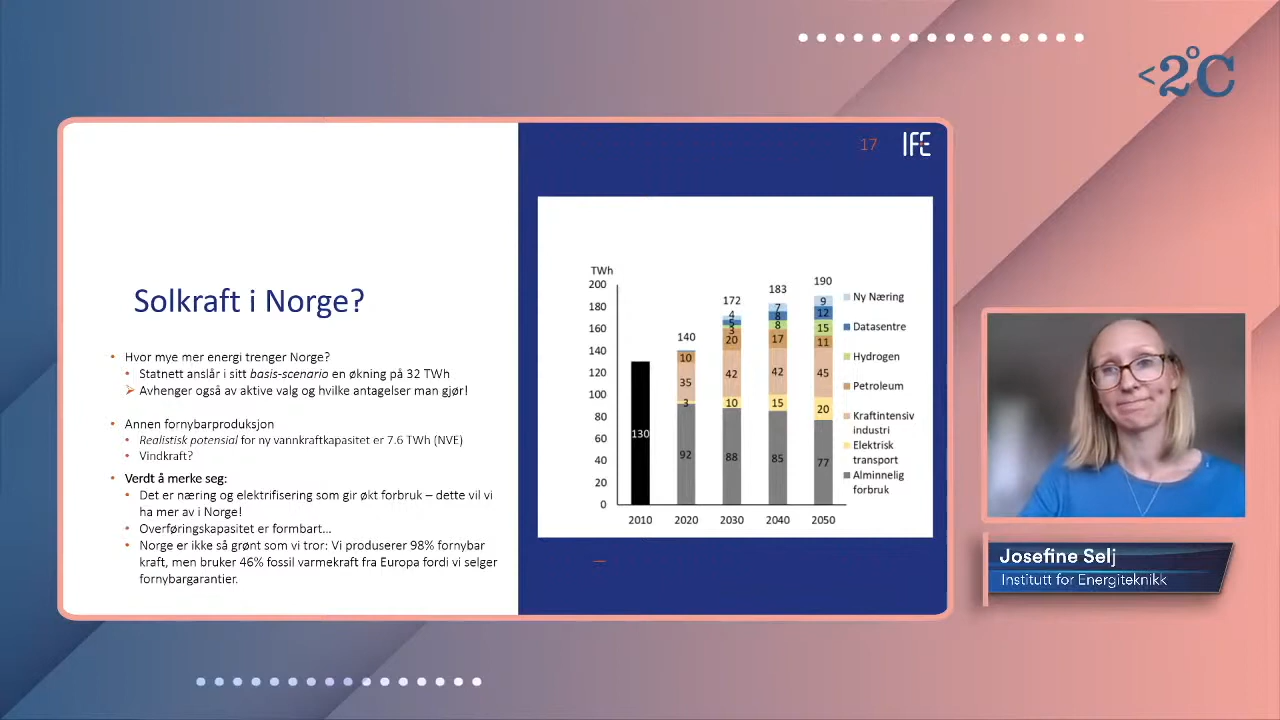 <2°C
17
IFE
Solkraft i Norge?
• Hvor mye mer energi trenger Norge?
• Statnett anslår i sitt basis-scenario en økning på 32 TWh
➢ Avhenger også av aktive valg og hvilke antagelser man gjør!
• Annen fornybarproduksjon
• Realistisk potensial for ny vannkraftkapasitet er 7.6 TWh (NVE)
• Vindkraft?
• Verdt å merke seg:
• Det er næring og elektrifisering som gir økt forbruk – dette vil vi
ha mer av i Norge!
• Overføringskapasitet er formbart...
• Norge er ikke så grønt som vi tror: Vi produserer 98% fornybar
kraft, men bruker 46% fossil varmekraft fra Europa fordi vi selger
fornybargarantier.
TWh
200
180
160
140
120
100
80
60
40
20
0
130
140
10
35
3
92
172
4
5
3
20
42
10
88
183
7
8
8
17
42
15
85
190
9
12
15
11
45
20
77
2010 2020 2030 2040 2050
Ny Næring
Datasentre
Hydrogen
Petroleum
Kraftintensiv
industri
Elektrisk
transport
Alminnelig
forbruk
Josefine Selj
Institutt for Energiteknikk